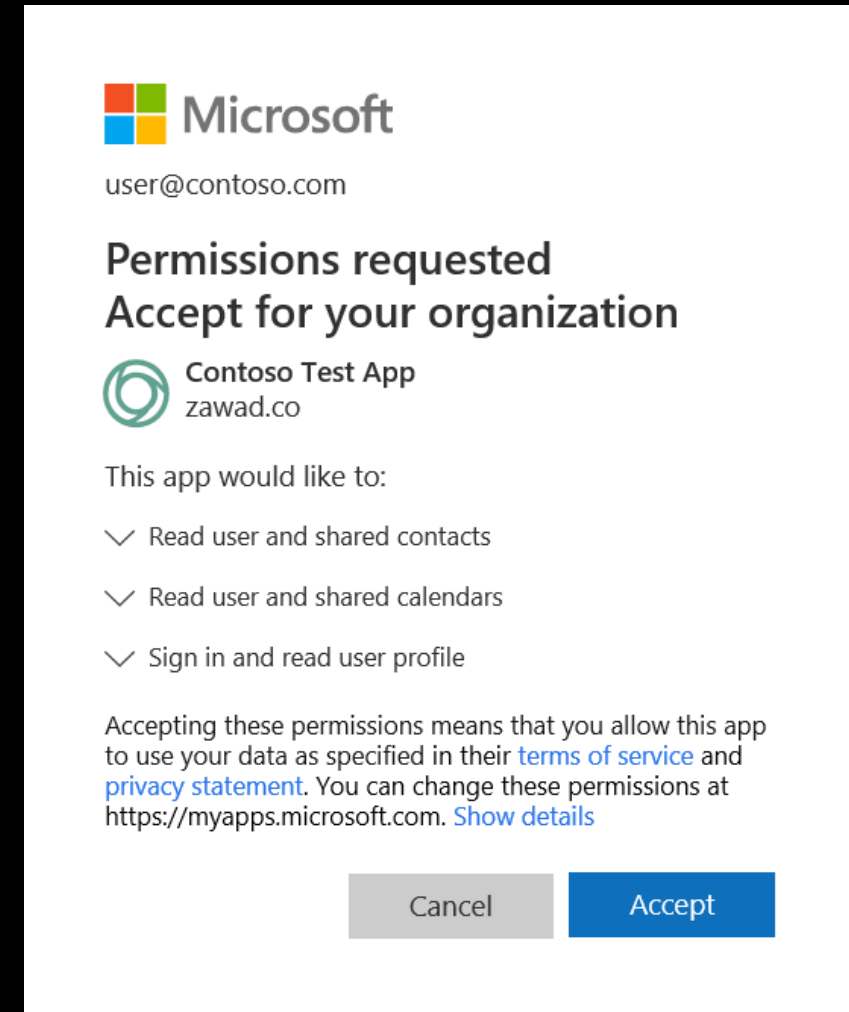 Microsoft
user@contoso.com
Permissions requested
Accept for your organization
Contoso Test App
zawad.co
This app would like to:
Read user and shared contacts
Read user and shared calendars
Sign in and read user profile
Accepting these permissions means that you allow this app
to use your data as specified in their terms of service and
privacy statement. You can change these permissions at
https://myapps.microsoft.com. Show details
Cancel
Accept